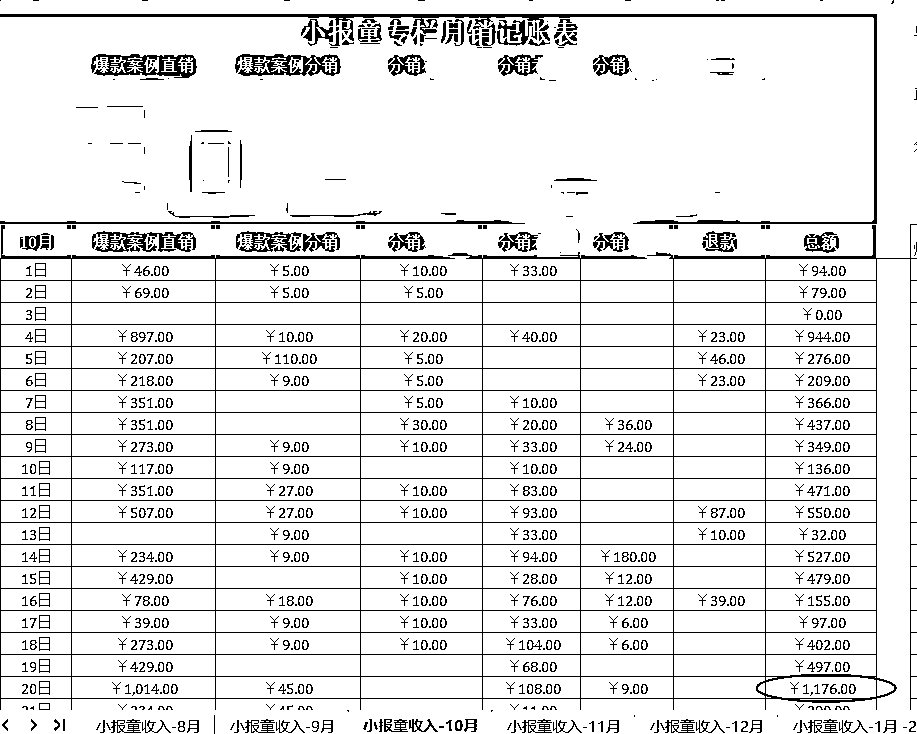 小报童专栏月销记账表
爆款案例直销 爆款案例分销 分销 分销 分销
10月 爆款案例直销 爆款案例分销 分销 分销 分销 退款 总额
1日 ￥46.00 ￥5.00 ￥10.00 ￥33.00 ￥94.00
2日 ￥69.00 ￥5.00 ￥5.00 ￥79.00
3日 ￥0.00
4日 ￥897.00 ￥10.00 ￥20.00 ￥40.00 ￥23.00 ￥944.00
5日 ￥207.00 ￥110.00 ￥5.00 ￥46.00 ￥276.00
6日 ￥218.00 ￥9.00 ￥5.00 ￥23.00 ￥209.00
7日 ￥351.00 ￥5.00 ￥10.00 ￥366.00
8日 ￥351.00 ￥30.00 ￥20.00 ￥36.00 ￥437.00
9日 ￥273.00 ￥9.00 ￥10.00 ￥33.00 ￥24.00 ￥349.00
10日 ￥117.00 ￥9.00 ￥10.00 ￥136.00
11日 ￥351.00 ￥27.00 ￥10.00 ￥83.00 ￥471.00
12日 ￥507.00 ￥27.00 ￥10.00 ￥93.00 ￥87.00 ￥550.00
13日 ￥9.00 ￥33.00 ￥10.00 ￥32.00
14日 ￥234.00 ￥9.00 ￥10.00 ￥94.00 ￥180.00 ￥527.00
15日 ￥429.00 ￥10.00 ￥28.00 ￥12.00 ￥479.00
16日 ￥78.00 ￥18.00 ￥10.00 ￥76.00 ￥12.00 ￥39.00 ￥155.00
17日 ￥39.00 ￥9.00 ￥10.00 ￥33.00 ￥6.00 ￥97.00
18日 ￥273.00 ￥9.00 ￥10.00 ￥104.00 ￥6.00 ￥402.00
19日 ￥429.00 ￥68.00 ￥497.00
20日 ￥1,014.00 ￥45.00 ￥108.00 ￥9.00 ￥1,176.00
小报童收入-8月 小报童收入-9月 小报童收入-10月 小报童收入-11月 小报童收入-12月 小报童收入-1月 -2